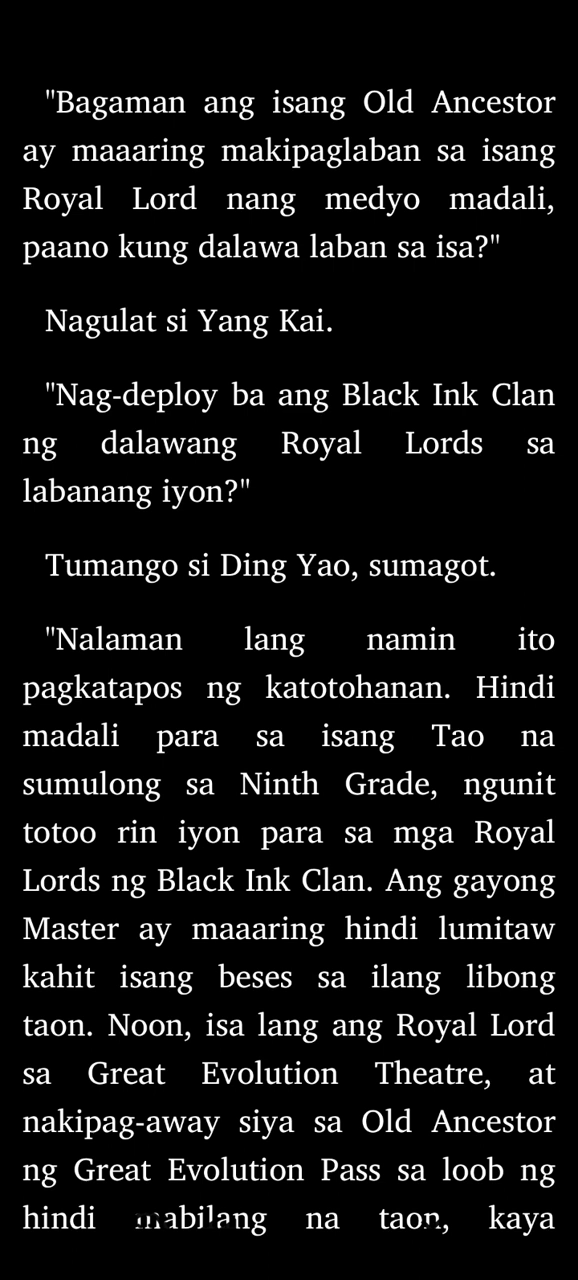 "Bagaman ang isang Old Ancestor
ay maaaring makipaglaban sa isang
Royal Lord nang medyo madali,
paano kung dalawa laban sa isa?"
Nagulat si Yang Kai.
"Nag-deploy ba ang Black Ink Clan
ng dalawang Royal Lords sa
labanang iyon?"
Tumango si Ding Yao, sumagot.
"Nalaman lang namin ito
pagkatapos ng katotohanan. Hindi
madali para sa isang Tao na
sumulong sa Ninth Grade, ngunit
totoo rin iyon para sa mga Royal
Lords ng Black Ink Clan. Ang gayong
Master ay maaaring hindi lumitaw
kahit isang beses sa ilang libong
taon. Noon, isa lang ang Royal Lord
sa Great Evolution Theatre, at
nakipag-away siya sa Old Ancestor
ng Great Evolution Pass sa loob ng
hindi mabilang na taon, kaya